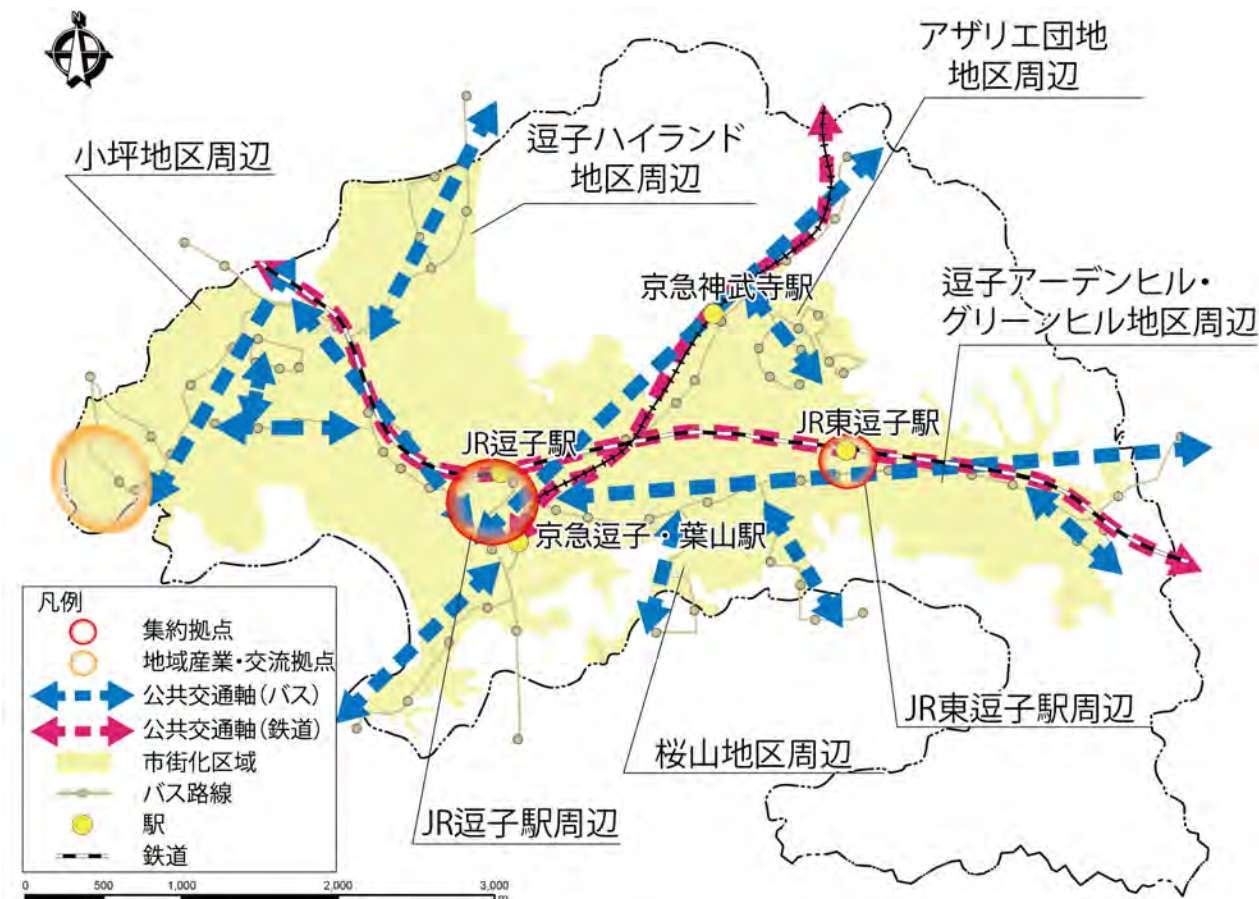 N
アザリエ団地
地区周辺
小坪地区周辺
逗子ハイランド
地区周辺
京急神武寺駅
逗子アーデンヒル・
グリーンヒル地区周辺
JR逗子駅
JR東逗子駅
京急逗子・葉山駅
JR東逗子駅周辺
桜山地区周辺
JR逗子駅周辺
凡例
集約拠点
地域産業・交流拠点
公共交通軸(バス)
公共交通軸(鉄道)
市街化区域
バス路線
駅
鉄道
0 500 1,000 2,000 3,000
m